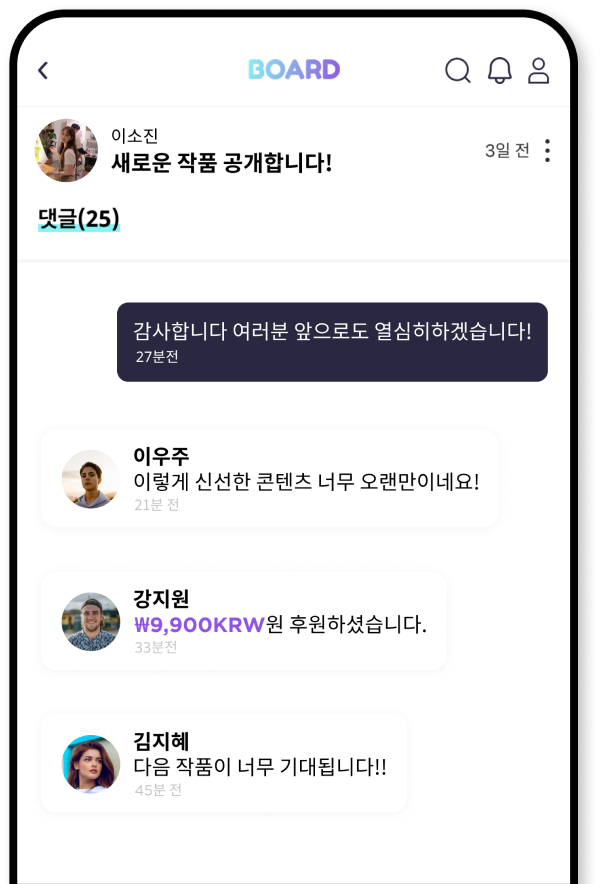 BOARD
이소진
새로운 작품 공개합니다!
3일 전
댓글(25)
감사합니다 여러분 앞으로도 열심히하겠습니다!
27분전
이우주
이렇게 신선한 콘텐츠 너무 오랜만이네요!
21분 전
강지원
₩9,900KRW원 후원하셨습니다.
33분전
김지혜
다음 작품이 너무 기대됩니다!!
45분 전